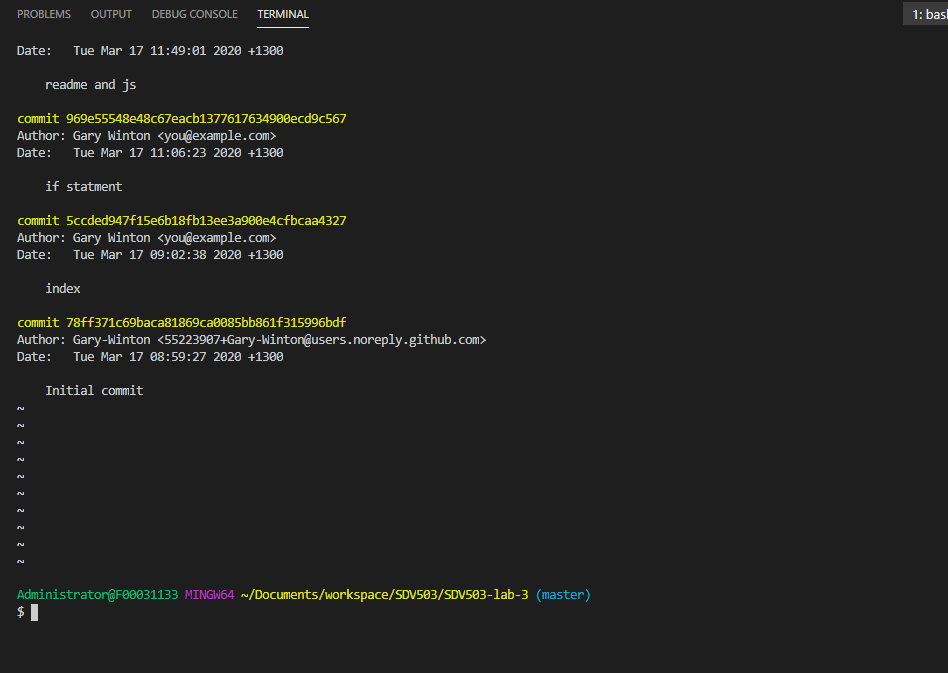 PROBLEMS OUTPUT DEBUG CONSOLE TERMINAL 1: bas
Date:   Tue Mar 17 11:49:01 2020 +1300
    readme and js
commit 969e55548e48c67eacb1377617634900ecd9c567
Author: Gary Winton <you@example.com>
Date:   Tue Mar 17 11:06:23 2020 +1300
    if statment
commit 5ccded947f15e6b18fb13ee3a900e4cfbcaa4327
Author: Gary Winton <you@example.com>
Date:   Tue Mar 17 09:02:38 2020 +1300
    index
commit 78ff371c69baca81869ca0085bb861f315996bdf
Author: Gary-Winton <55223907+Gary-Winton@users.noreply.github.com>
Date:   Tue Mar 17 08:59:27 2020 +1300
    Initial commit
~
~
~
~
~
~
~
~
~
~
Administrator@F00031133 MINGW64 ~/Documents/workspace/SDV503/SDV503-lab-3 (master)
$